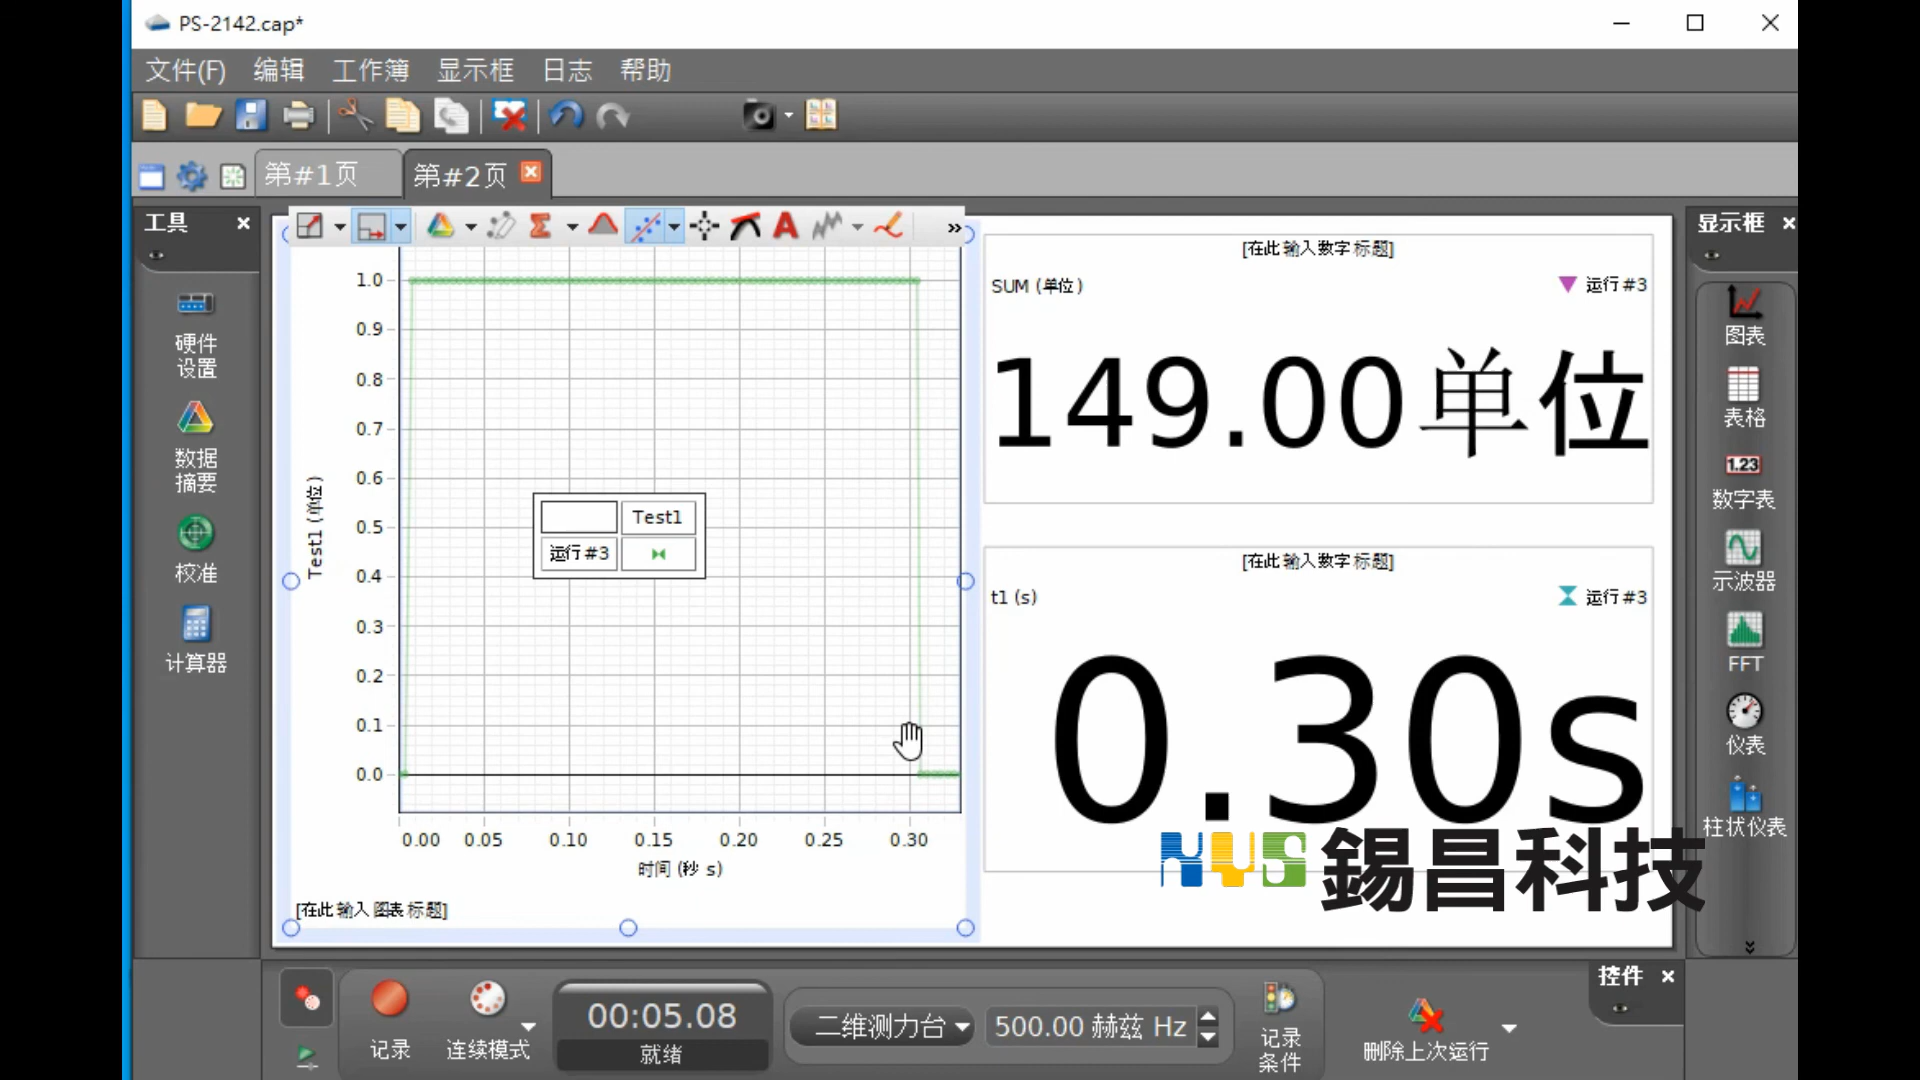 PS-2142.cap*
文件(F) 编辑 工作簿 显示框 日志 帮助
第#1页 第#2页
工具
硬件
设置
数据
摘要
校准
计算器
1.0
0.9
0.8
0.7
0.6
0.5
0.4
0.3
0.2
0.1
0.0
Test1 (单位)
Test1
运行 #3
0.00 0.05 0.10 0.15 0.20 0.25 0.30
时间 (秒 s)
[在此输入图表标题]
[在此输入数字标题]
SUM (单位) 运行 #3
149.00单位
[在此输入数字标题]
t1 (s) 运行 #3
0.30s
NYS 錫昌科技
显示框
图表
表格
1.23
数字表
示波器
FFT
仪表
柱状仪表
记录
连续模式
00:05.08
就绪
二维测力台
500.00 赫兹 Hz
记录
条件
删除上次运行
控件